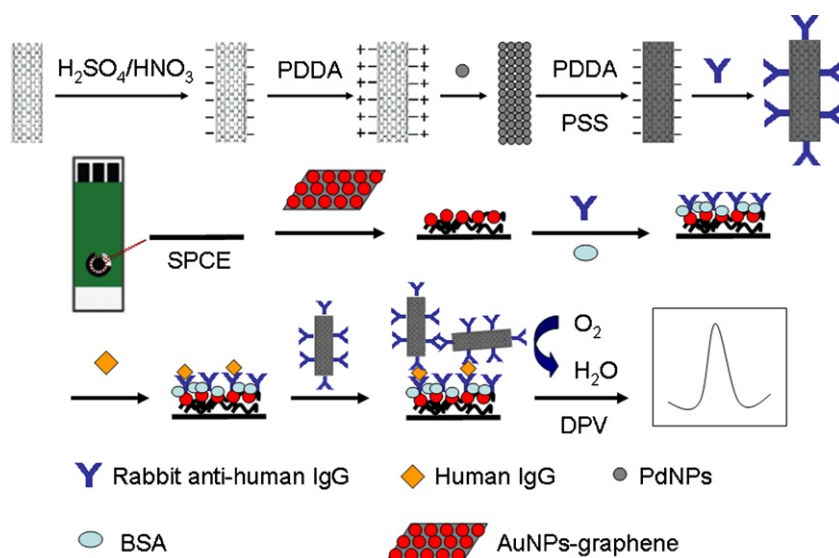 H₂SO₄/HNO₃
PDDA
PDDA
PSS
SPCE
O₂
H₂O
DPV
Rabbit anti-human IgG
Human IgG
PdNPs
BSA
AuNPs-graphene